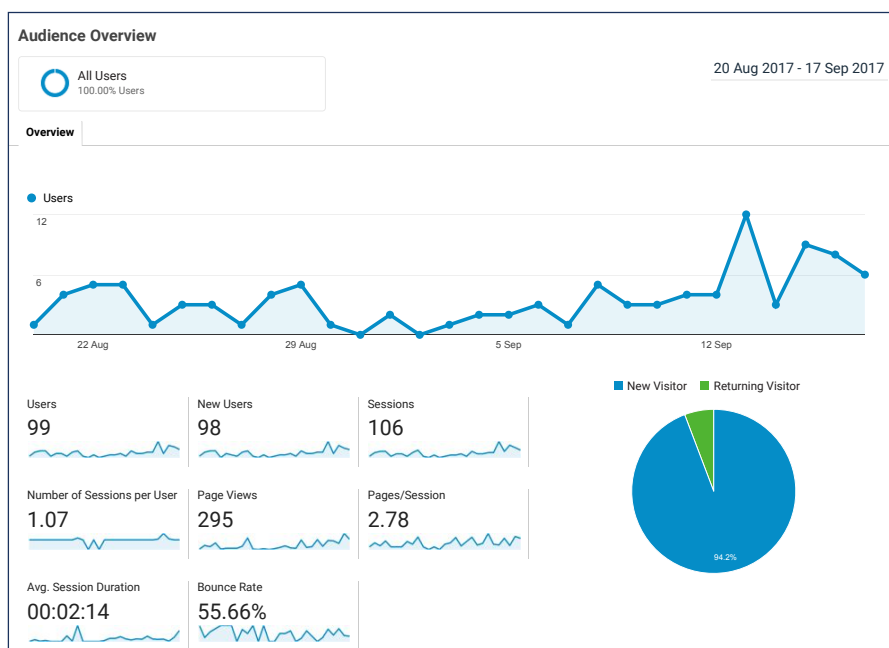 Audience Overview
All Users
100.00% Users
20 Aug 2017 - 17 Sep 2017
Overview
Users
12
6
22 Aug
29 Aug
5 Sep
12 Sep
New Visitor
Returning Visitor
94.2%
Users
99
New Users
98
Sessions
106
Number of Sessions per User
1.07
Page Views
295
Pages/Session
2.78
Avg. Session Duration
00:02:14
Bounce Rate
55.66%